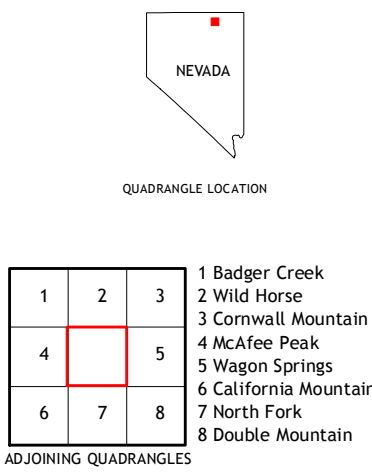 NEVADA
QUADRANGLE LOCATION
1 2 3
4 5
6 7 8
1 Badger Creek
2 Wild Horse
3 Cornwall Mountain
4 McAfee Peak
5 Wagon Springs
6 California Mountain
7 North Fork
8 Double Mountain
ADJOINING QUADRANGLES